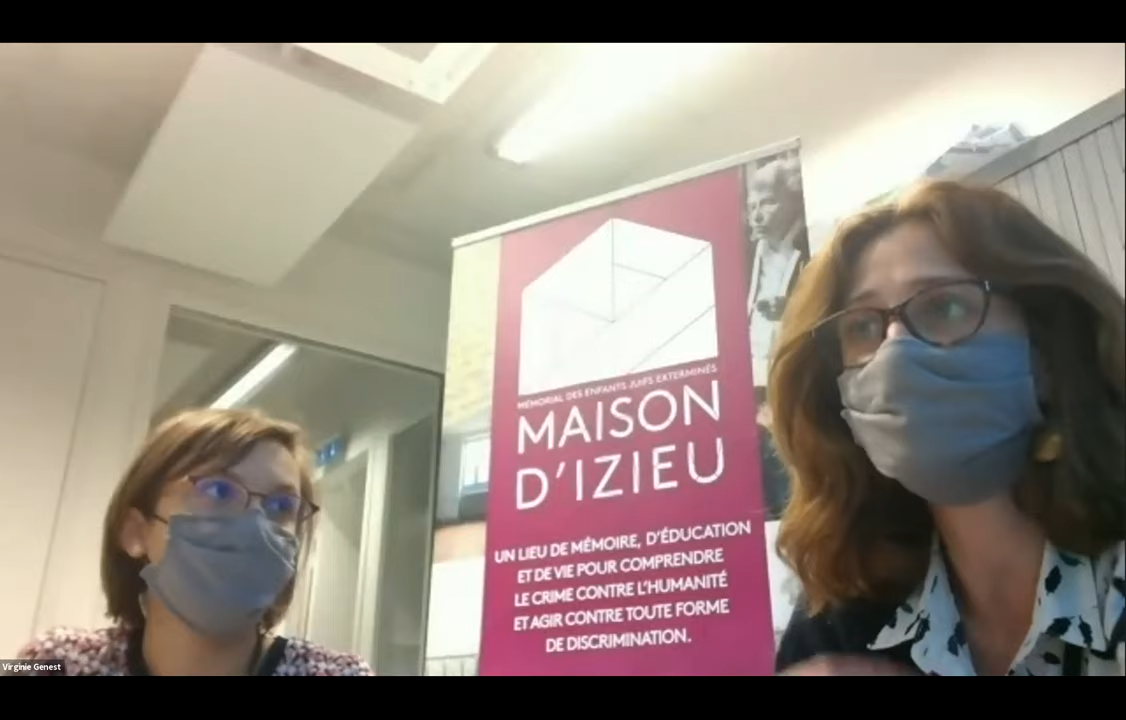 MÉMORIAL DES ENFANTS JUIFS EXTERMINÉS
MAISON
D'IZIEU
UN LIEU DE MÉMOIRE, D'ÉDUCATION
ET DE VIE POUR COMPRENDRE
LE CRIME CONTRE L'HUMANITÉ
ET AGIR CONTRE TOUTE FORME
DE DISCRIMINATION.
Virginie Genest